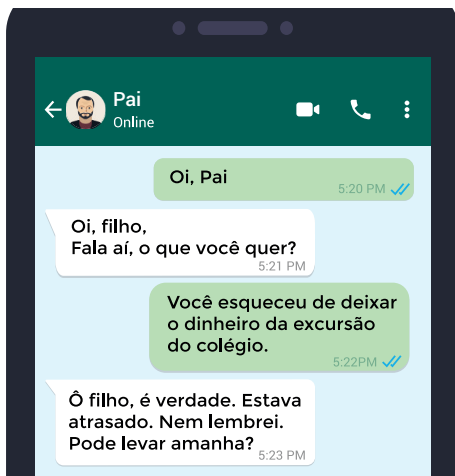 Pai
Online
Oi, Pai
5:20 PM
Oi, filho,
Fala aí, o que você quer?
5:21 PM
Você esqueceu de deixar
o dinheiro da excursão
do colégio.
5:22PM
Ô filho, é verdade. Estava
atrasado. Nem lembrei.
Pode levar amanha?
5:23 PM